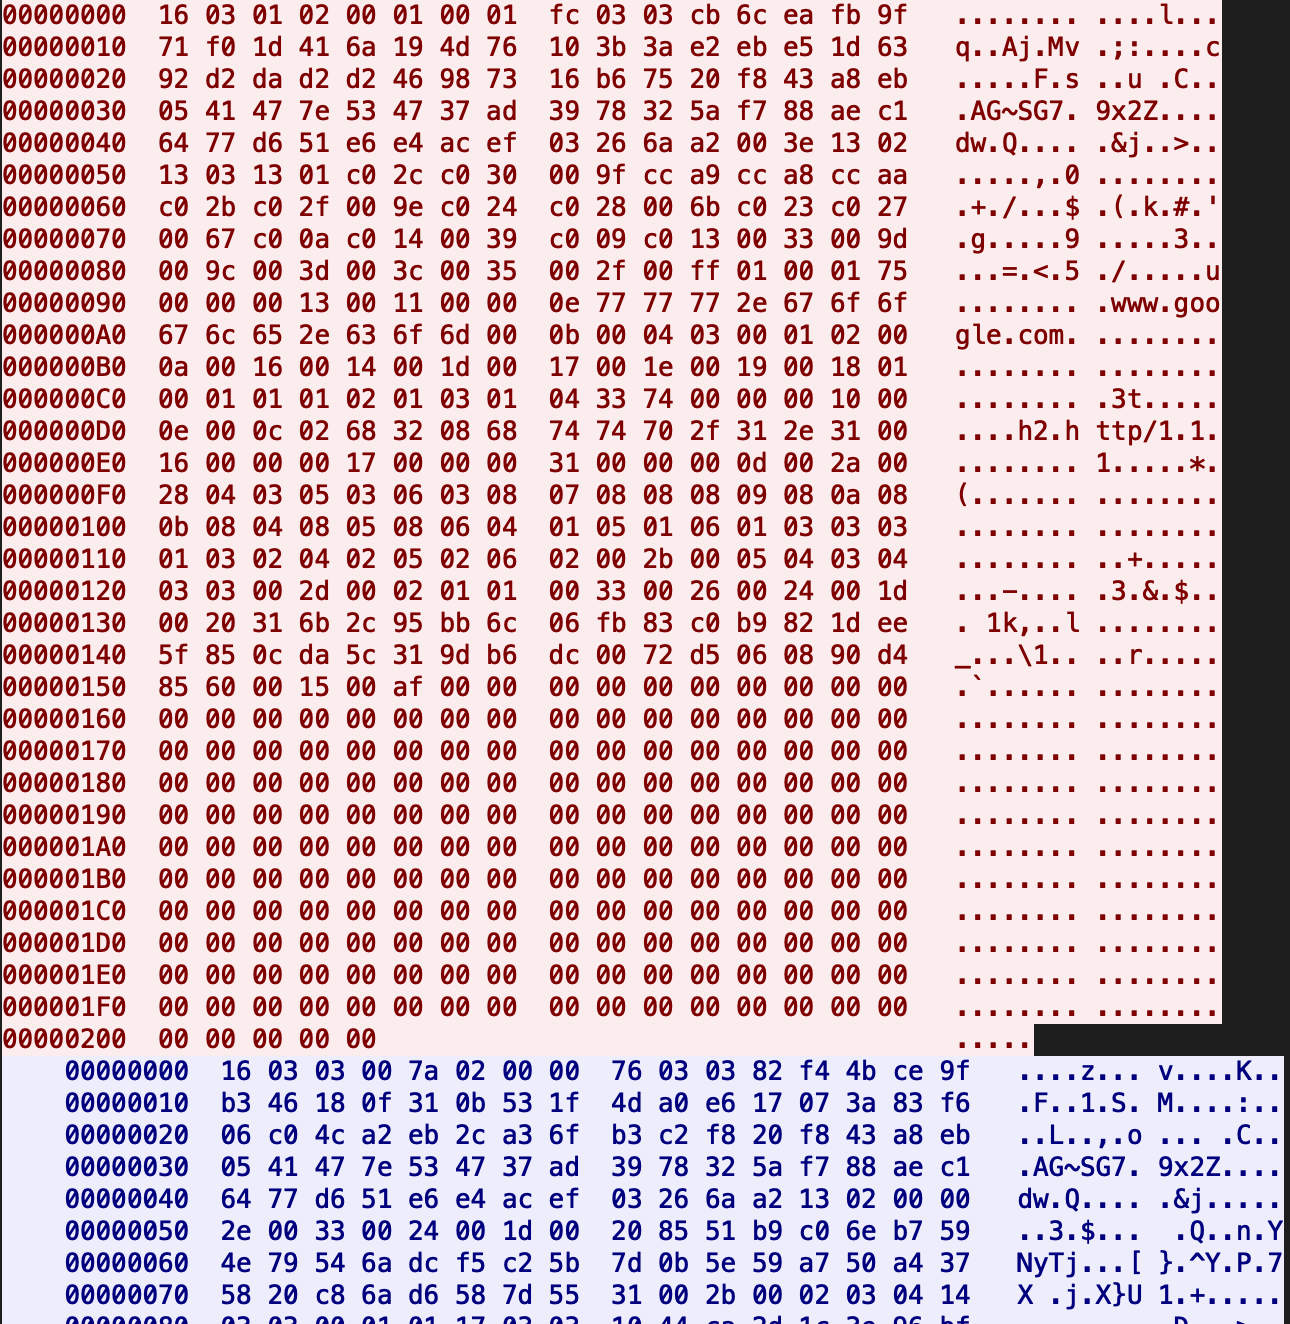 00000000 16 03 01 02 00 01 00 01 fc 03 03 cb 6c ea fb 9f ........ ....l...
00000010 71 f0 1d 41 6a 19 4d 76 10 3b 3a e2 eb e5 1d 63 q..Aj.Mv .;:....c
00000020 92 d2 da d2 d2 46 98 73 16 b6 75 20 f8 43 a8 eb .....F.s ..u .C..
00000030 05 41 47 7e 53 47 37 ad 39 78 32 5a f7 88 ae c1 .AG~SG7. 9x2Z....
00000040 64 77 d6 51 e6 e4 ac ef 03 26 6a a2 00 3e 13 02 dw.Q.... .&j..>..
00000050 13 03 13 01 c0 2c c0 30 00 9f cc a9 cc a8 cc aa .....,.0 ........
00000060 c0 2b c0 2f 00 9e c0 24 c0 28 00 6b c0 23 c0 27 .+./...$ .(.k.#.'
00000070 00 67 c0 0a c0 14 00 39 c0 09 c0 13 00 33 00 9d .g.....9 .....3..
00000080 00 9c 00 3d 00 3c 00 35 00 2f 00 ff 01 00 01 75 ...=.<.5 ./.....u
00000090 00 00 00 13 00 11 00 00 0e 77 77 77 2e 67 6f 6f ........ .www.goo
000000A0 67 6c 65 2e 63 6f 6d 00 0b 00 04 03 00 01 02 00 gle.com. ........
000000B0 0a 00 16 00 14 00 1d 00 17 00 1e 00 19 00 18 01 ........ ........
000000C0 00 01 01 01 02 01 03 01 04 33 74 00 00 00 10 00 ........ .3t.....
000000D0 0e 00 0c 02 68 32 08 68 74 74 70 2f 31 2e 31 00 ....h2.h ttp/1.1.
000000E0 16 00 00 00 17 00 00 00 31 00 00 00 0d 00 2a 00 ........ 1.....*.
000000F0 28 04 03 05 03 06 03 08 07 08 08 08 09 08 0a 08 (....... ........
00000100 0b 08 04 08 05 08 06 04 01 05 01 06 01 03 03 03 ........ ........
00000110 01 03 02 04 02 05 02 06 02 00 2b 00 05 04 03 04 ........ ..+.....
00000120 03 03 00 2d 00 02 01 01 00 33 00 26 00 24 00 1d ...-.... .3.&.$..
00000130 00 20 31 6b 2c 95 bb 6c 06 fb 83 c0 b9 82 1d ee . 1k,..l ........
00000140 5f 85 0c da 5c 31 9d b6 dc 00 72 d5 06 08 90 d4 _...\1.. ..r.....
00000150 85 60 00 15 00 af 00 00 00 00 00 00 00 00 00 00 .`...... ........
00000160 00 00 00 00 00 00 00 00 00 00 00 00 00 00 00 00 ........ ........
00000170 00 00 00 00 00 00 00 00 00 00 00 00 00 00 00 00 ........ ........
00000180 00 00 00 00 00 00 00 00 00 00 00 00 00 00 00 00 ........ ........
00000190 00 00 00 00 00 00 00 00 00 00 00 00 00 00 00 00 ........ ........
000001A0 00 00 00 00 00 00 00 00 00 00 00 00 00 00 00 00 ........ ........
000001B0 00 00 00 00 00 00 00 00 00 00 00 00 00 00 00 00 ........ ........
000001C0 00 00 00 00 00 00 00 00 00 00 00 00 00 00 00 00 ........ ........
000001D0 00 00 00 00 00 00 00 00 00 00 00 00 00 00 00 00 ........ ........
000001E0 00 00 00 00 00 00 00 00 00 00 00 00 00 00 00 00 ........ ........
000001F0 00 00 00 00 00 00 00 00 00 00 00 00 00 00 00 00 ........ ........
00000200 00 00 00 00 00 .....
00000000 16 03 03 00 7a 02 00 00 76 03 03 82 f4 4b ce 9f ....z... v....K..
00000010 b3 46 18 0f 31 0b 53 1f 4d a0 e6 17 07 3a 83 f6 .F..1.S. M....:..
00000020 06 c0 4c a2 eb 2c a3 6f b3 c2 f8 20 f8 43 a8 eb ..L..,.o ... .C..
00000030 05 41 47 7e 53 47 37 ad 39 78 32 5a f7 88 ae c1 .AG~SG7. 9x2Z....
00000040 64 77 d6 51 e6 e4 ac ef 03 26 6a a2 13 02 00 00 dw.Q.... .&j.....
00000050 2e 00 33 00 24 00 1d 00 20 85 51 b9 c0 6e b7 59 ..3.$... .Q..n.Y
00000060 4e 79 54 6a dc f5 c2 5b 7d 0b 5e 59 a7 50 a4 37 NyTj...[ }.^Y.P.7
00000070 58 20 c8 6a d6 58 7d 55 31 00 2b 00 02 03 04 14 X .j.X}U 1.+.....